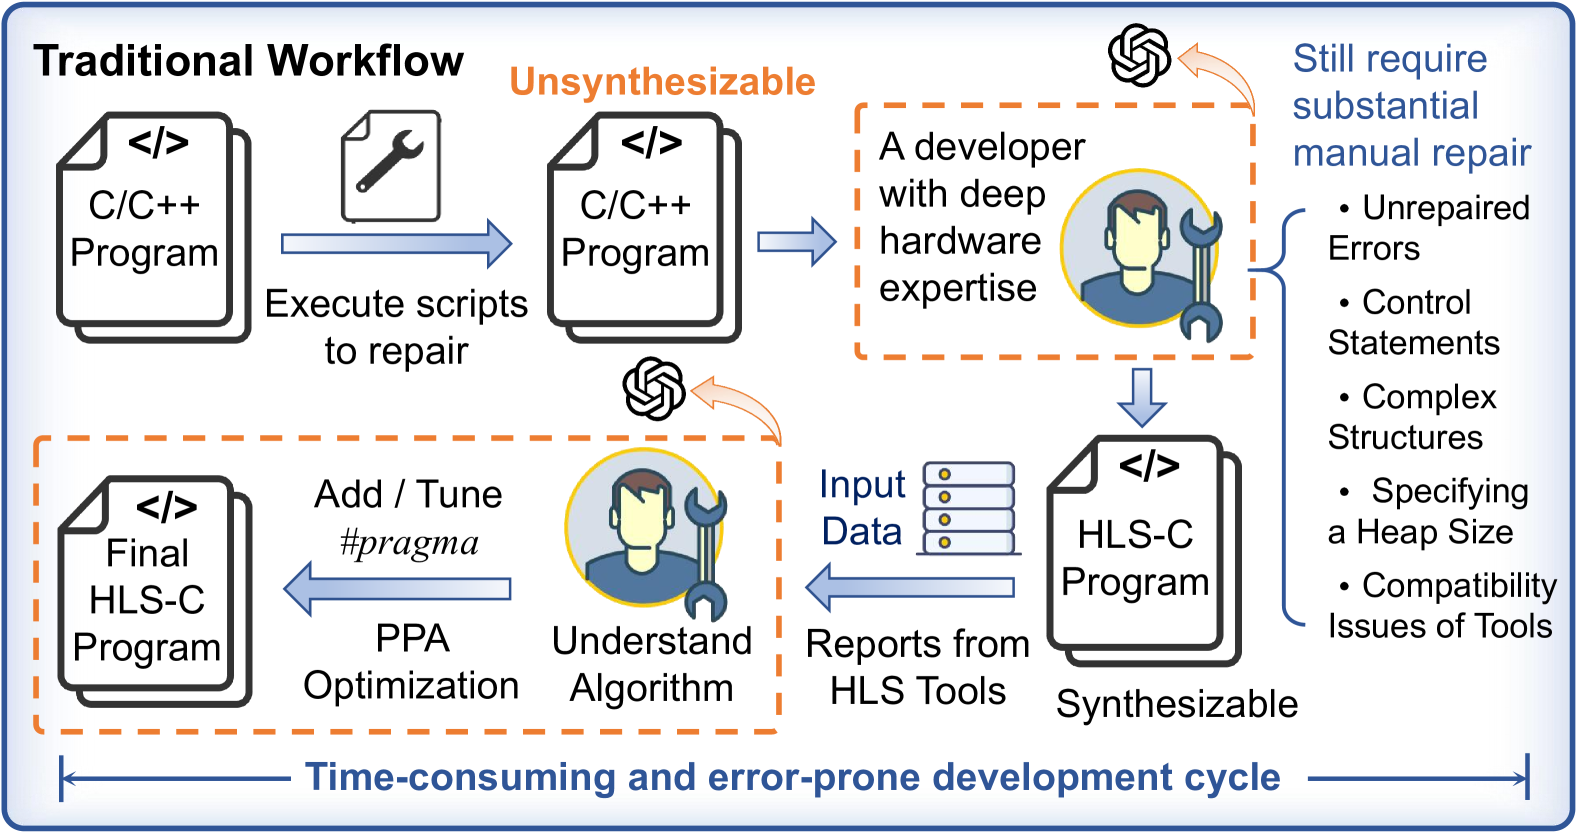 Traditional Workflow
</>
C/C++
Program
Execute scripts
to repair
Unsynthesizable
</>
C/C++
Program
A developer
with deep
hardware
expertise
Still require
substantial
manual repair
• Unrepaired
Errors
• Control
Statements
• Complex
Structures
• Specifying
a Heap Size
• Compatibility
Issues of Tools
</>
HLS-C
Program
Synthesizable
Input
Data
Reports from
HLS Tools
Understand
Algorithm
Add / Tune
#pragma
PPA
Optimization
</>
Final
HLS-C
Program
Time-consuming and error-prone development cycle